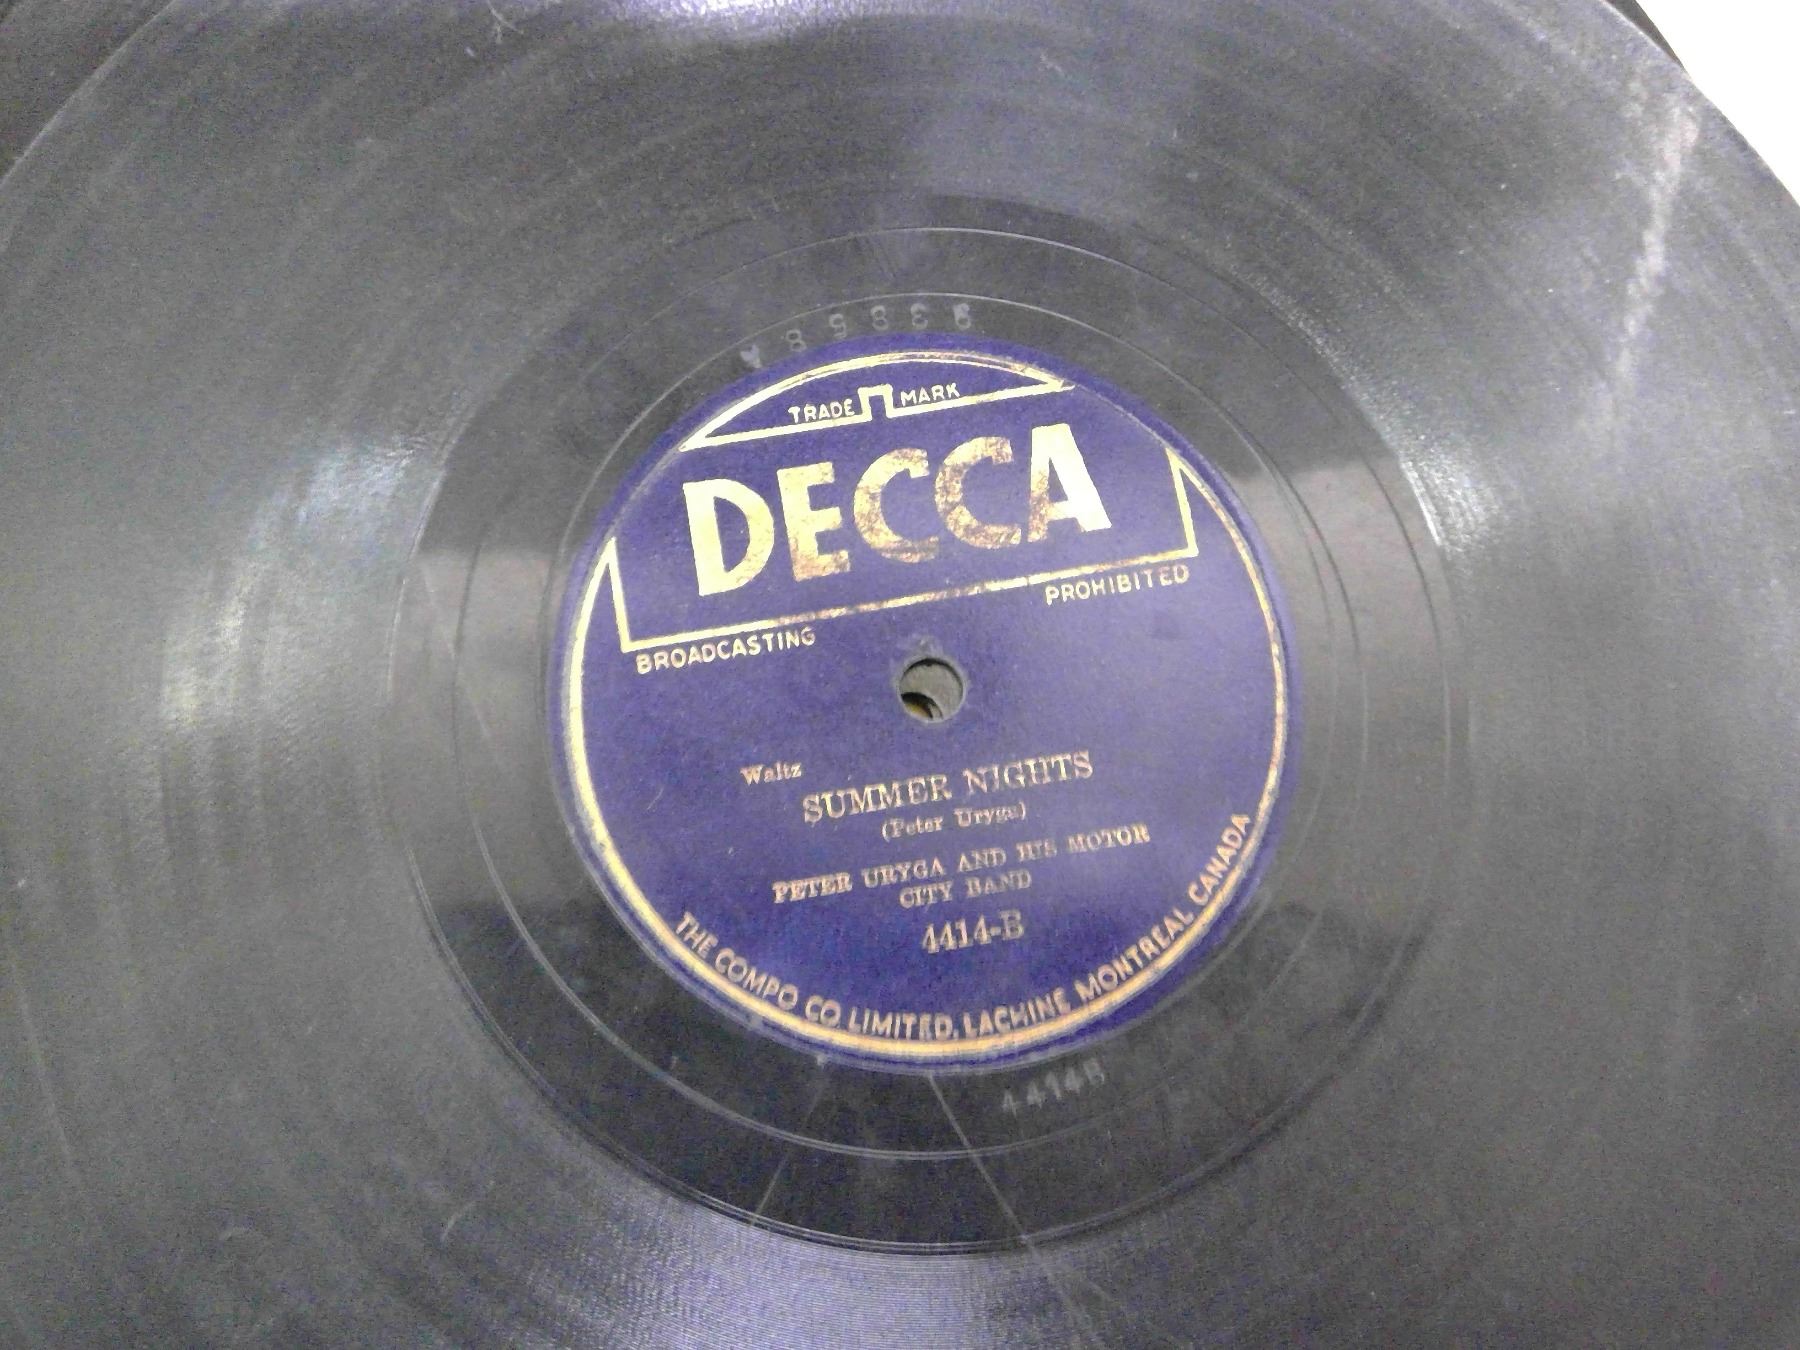 TRADE MARK
DECCA
BROADCASTING PROHIBITED
Waltz
SUMMER NIGHTS
(Peter Uryga)
PETER URYGA AND HIS MOTOR
CITY BAND
4414-B
THE COMPO CO. LIMITED, LACHINE MONTREAL CANADA
4414B